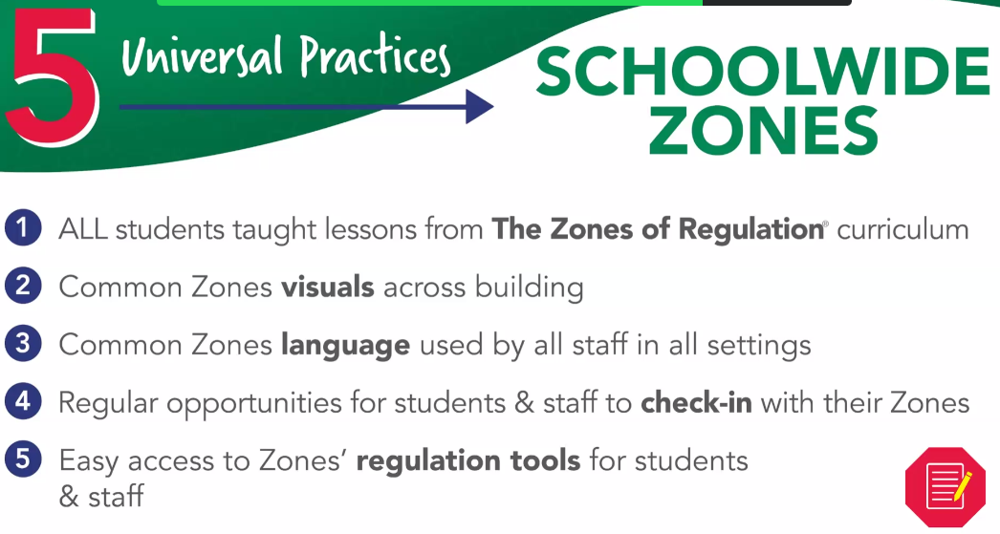 5 Universal Practices
SCHOOLWIDE
ZONES
1 ALL students taught lessons from The Zones of Regulation® curriculum
2 Common Zones visuals across building
3 Common Zones language used by all staff in all settings
4 Regular opportunities for students & staff to check-in with their Zones
5 Easy access to Zones’ regulation tools for students
& staff